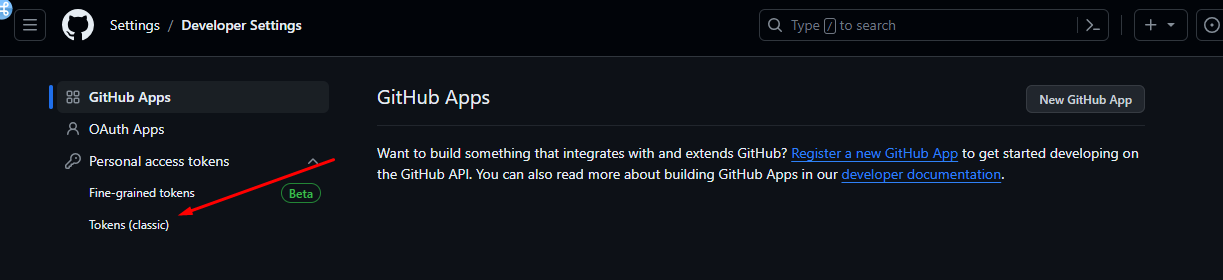 Settings / Developer Settings
Type / to search
GitHub Apps
OAuth Apps
Personal access tokens
Fine-grained tokens Beta
Tokens (classic)
GitHub Apps
New GitHub App
Want to build something that integrates with and extends GitHub? Register a new GitHub App to get started developing on
the GitHub API. You can also read more about building GitHub Apps in our developer documentation.